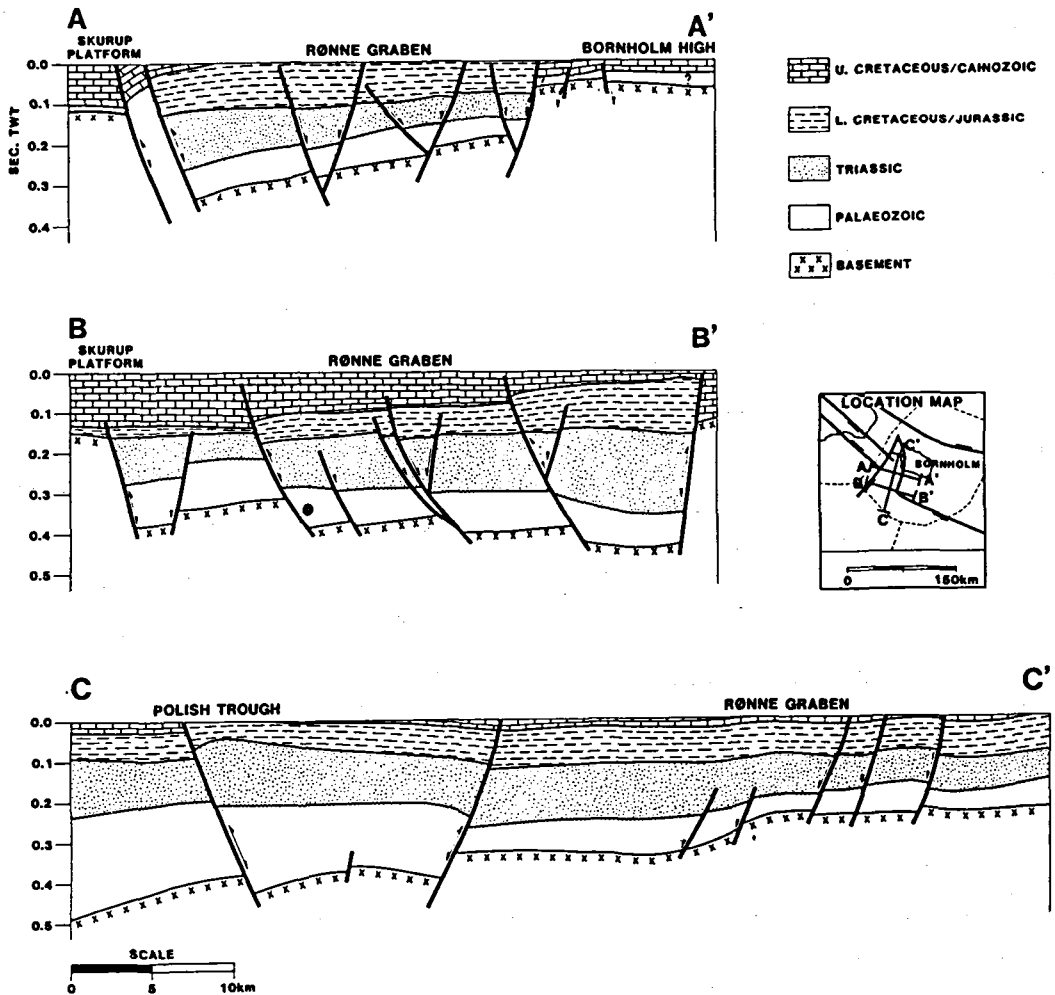 A
A'
SKURUP
PLATFORM
RØNNE GRABEN
BORNHOLM HIGH
0.0
0.1
0.2
0.3
0.4
SEC. TWT
?
U. CRETACEOUS/CAINOZOIC
L. CRETACEOUS/JURASSIC
TRIASSIC
PALAEOZOIC
X X
X X X
BASEMENT
B
B'
SKURUP
PLATFORM
RØNNE GRABEN
0.0
0.1
0.2
0.3
0.4
0.5
LOCATION MAP
C'
BORNHOLM
A
A'
B
B'
C
0
150km
C
C'
POLISH TROUGH
RØNNE GRABEN
0.0
0.1
0.2
0.3
0.4
0.5
SCALE
0
5
10km